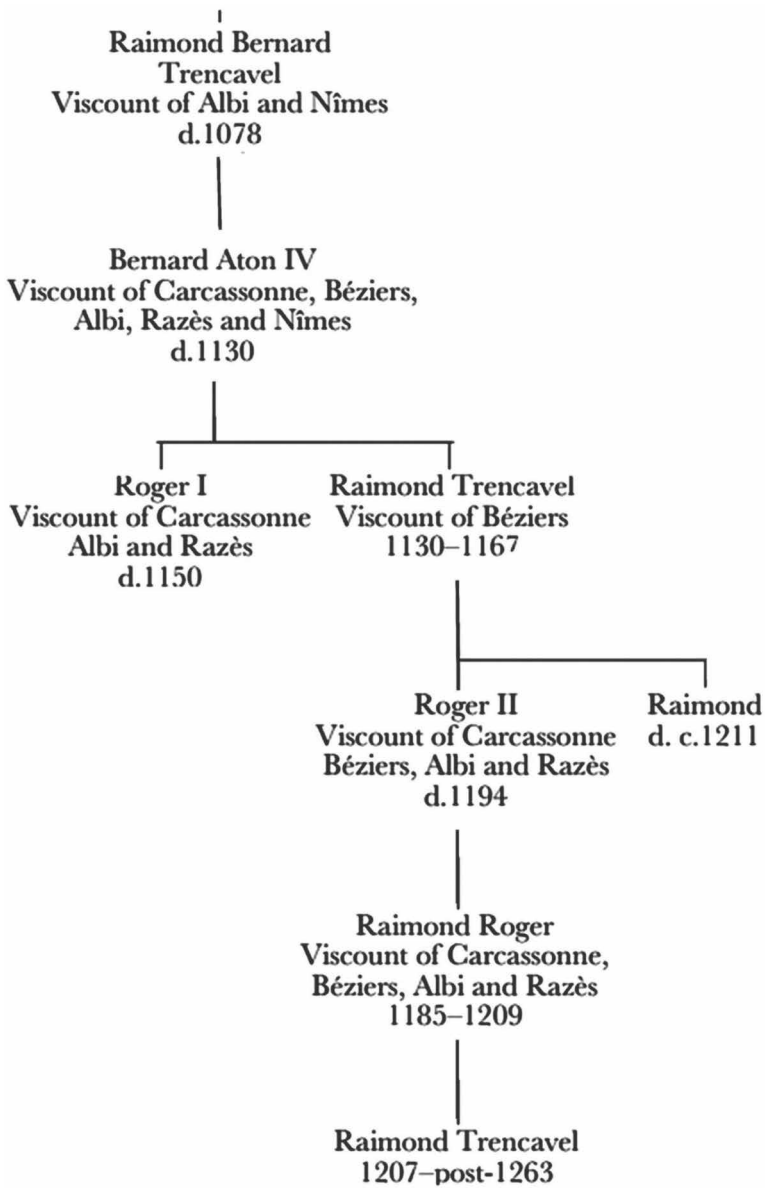 Raimond Bernard
Trencavel
Viscount of Albi and Nîmes
d.1078
Bernard Aton IV
Viscount of Carcassonne, Béziers,
Albi, Razès and Nîmes
d.1130
Roger I
Viscount of Carcassonne
Albi and Razès
d.1150
Raimond Trencavel
Viscount of Béziers
1130–1167
Roger II
Viscount of Carcassonne
Béziers, Albi and Razès
d.1194
Raimond
d. c.1211
Raimond Roger
Viscount of Carcassonne,
Béziers, Albi and Razès
1185–1209
Raimond Trencavel
1207–post-1263